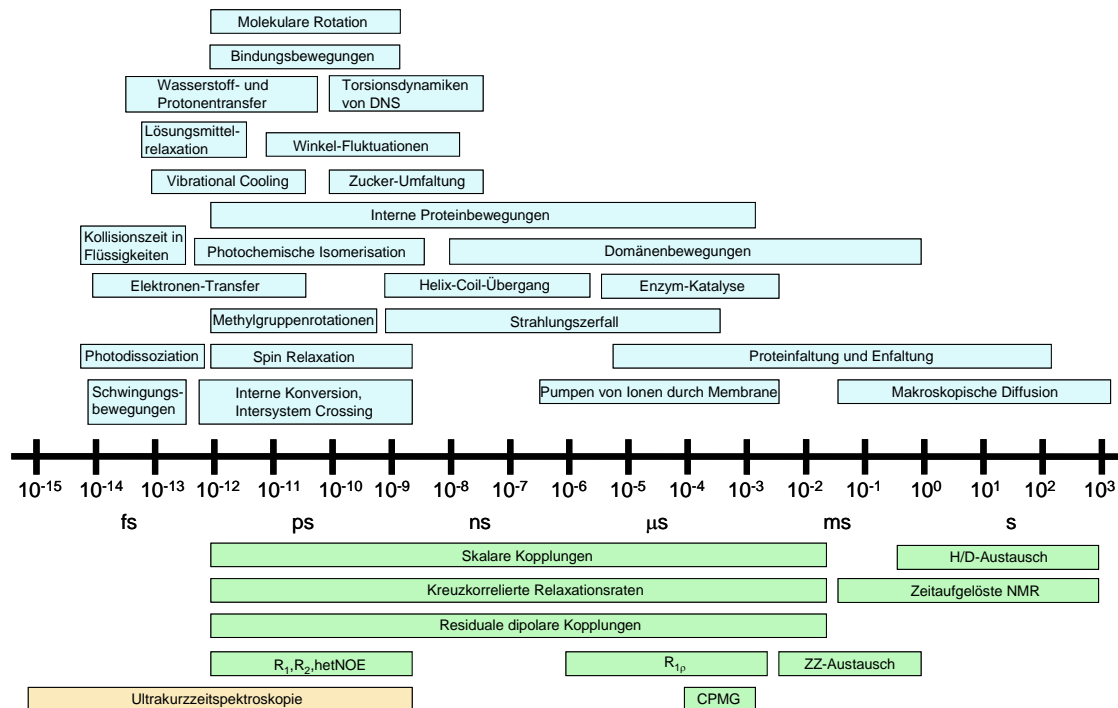 Molekulare Rotation
Bindungsbewegungen
Wasserstoff- und
Protonentransfer
Torsionsdynamiken
von DNS
Lösungsmittel-
relaxation
Winkel-Fluktuationen
Vibrational Cooling
Zucker-Umfaltung
Interne Proteinbewegungen
Kollisionszeit in
Flüssigkeiten
Photochemische Isomerisation
Domänenbewegungen
Elektronen-Transfer
Helix-Coil-Übergang
Enzym-Katalyse
Methylgruppenrotationen
Strahlungszerfall
Photodissoziation
Spin Relaxation
Proteinfaltung und Enfaltung
Schwingungs-
bewegungen
Interne Konversion,
Intersystem Crossing
Pumpen von Ionen durch Membrane
Makroskopische Diffusion
10⁻¹⁵ 10⁻¹⁴ 10⁻¹³ 10⁻¹² 10⁻¹¹ 10⁻¹⁰ 10⁻⁹ 10⁻⁸ 10⁻⁷ 10⁻⁶ 10⁻⁵ 10⁻⁴ 10⁻³ 10⁻² 10⁻¹ 10⁰ 10¹ 10² 10³
fs ps ns μs ms s
Skalare Kopplungen
H/D-Austausch
Kreuzkorrelierte Relaxationsraten
Zeitaufgelöste NMR
Residuale dipolare Kopplungen
R₁,R₂,hetNOE
R₁ᵨ
ZZ-Austausch
Ultrakurzzeitspektroskopie
CPMG